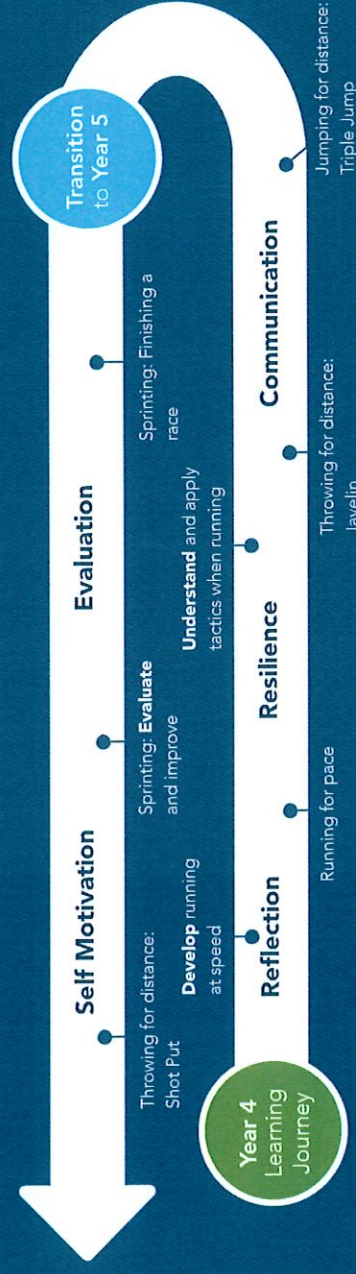 Self Motivation
Evaluation
Transition
to Year 5
Throwing for distance:
Shot Put
Sprinting: Evaluate
and improve
Sprinting: Finishing a
race
Year 4
Learning
Journey
Develop running
at speed
Understand and apply
tactics when running
Reflection
Resilience
Communication
Running for pace
Throwing for distance:
Javelin
Jumping for distance:
Triple Jump